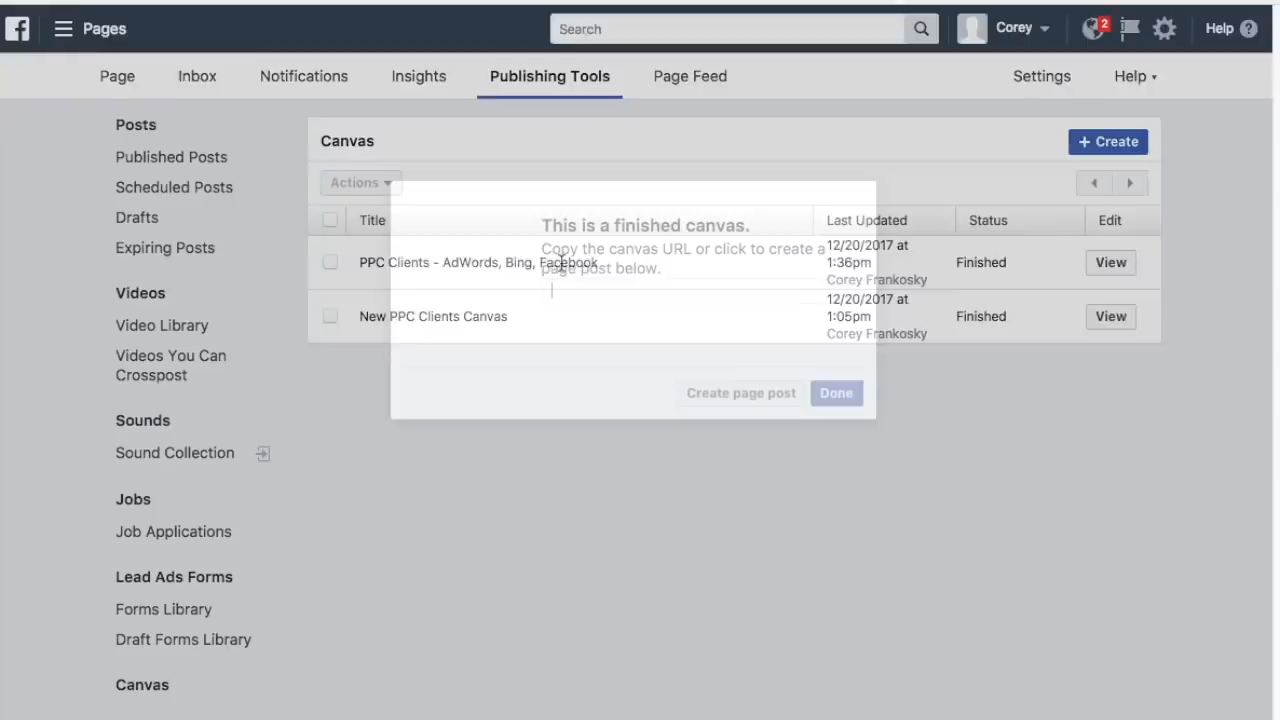 Pages
Search
Corey
2
Help
Page
Inbox
Notifications
Insights
Publishing Tools
Page Feed
Settings
Help
Posts
Published Posts
Scheduled Posts
Drafts
Expiring Posts
Videos
Video Library
Videos You Can
Crosspost
Sounds
Sound Collection
Jobs
Job Applications
Lead Ads Forms
Forms Library
Draft Forms Library
Canvas
Canvas
+ Create
Actions
Title
Last Updated
Status
Edit
PPC Clients - AdWords, Bing, Facebook
12/20/2017 at
1:36pm
Corey Frankosky
Finished
View
New PPC Clients Canvas
12/20/2017 at
1:05pm
Corey Frankosky
Finished
View
This is a finished canvas.
Copy the canvas URL or click to create a
page post below.
Create page post
Done